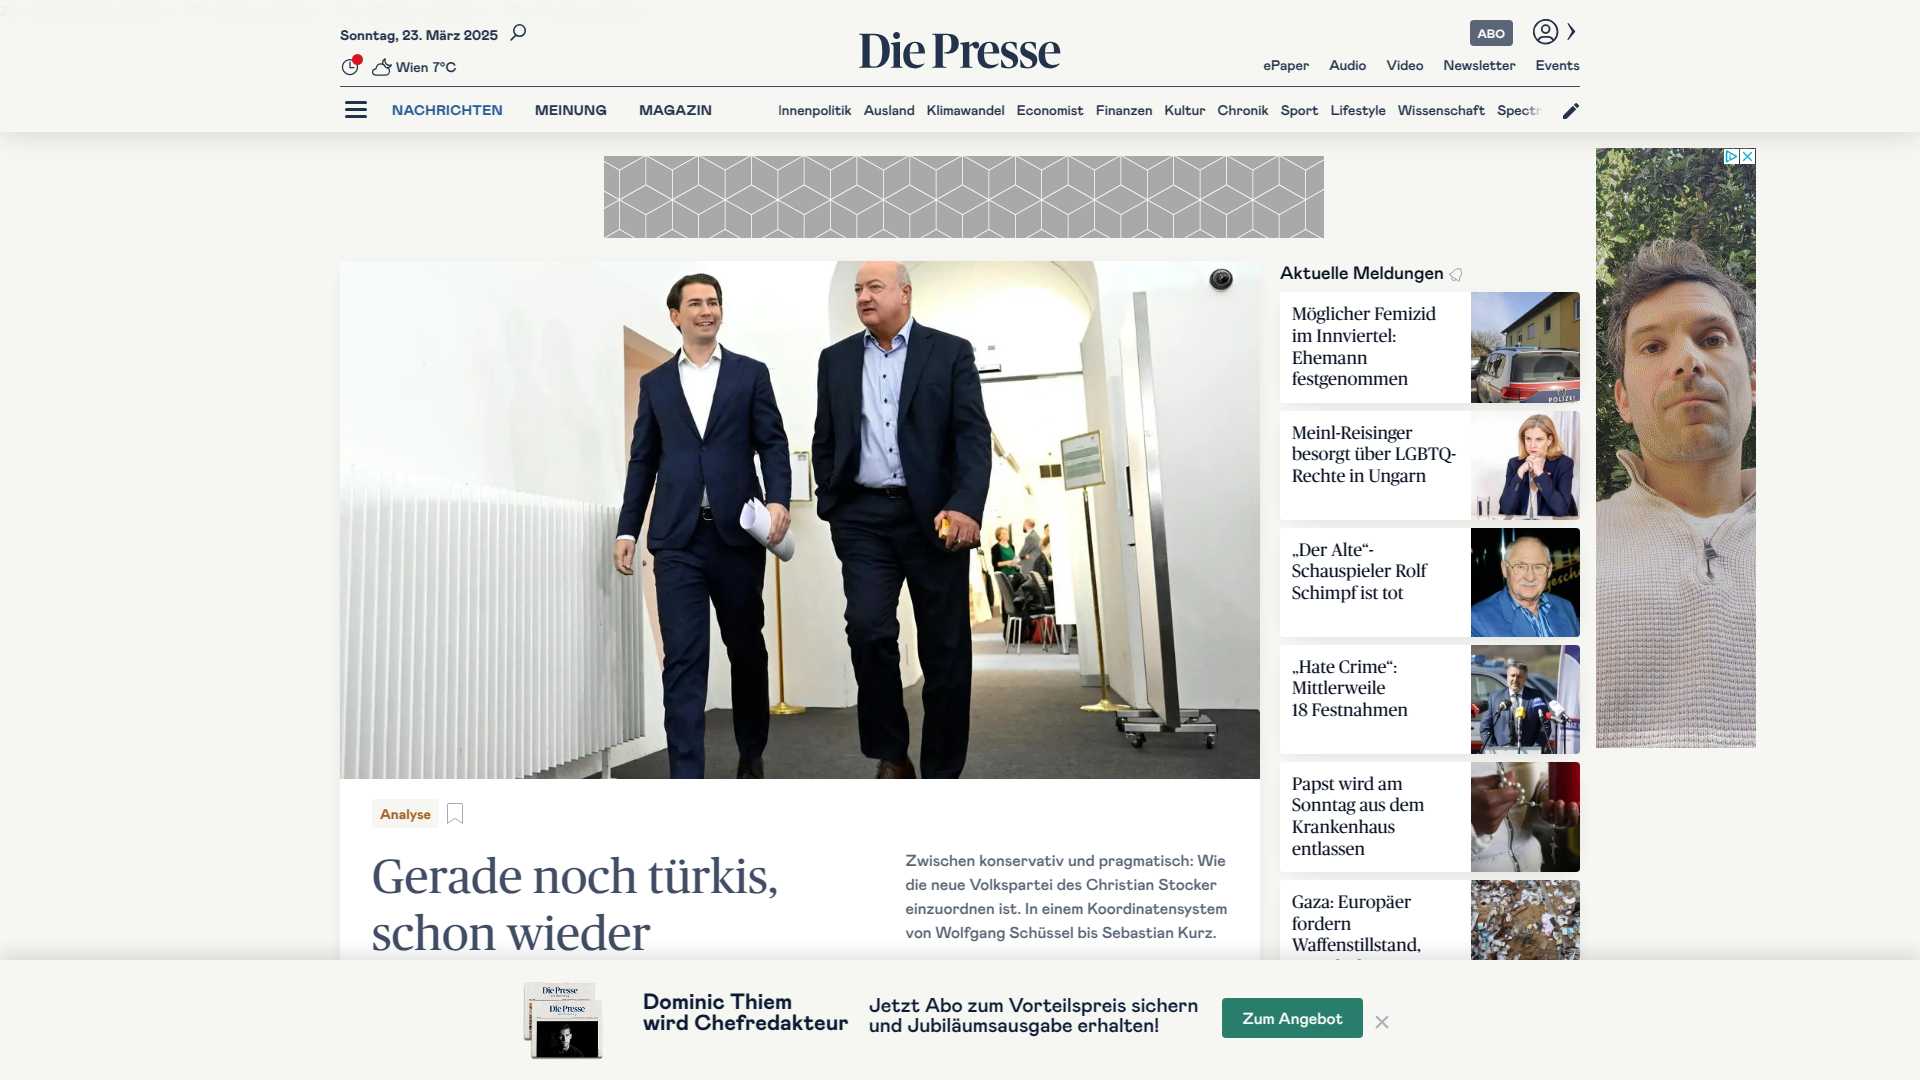 Sonntag, 23. März 2025
Wien 7°C
Die Presse
ABO
ePaper Audio Video Newsletter Events
NACHRICHTEN MEINUNG MAGAZIN
Innenpolitik Ausland Klimawandel Economist Finanzen Kultur Chronik Sport Lifestyle Wissenschaft
Aktuelle Meldungen
Möglicher Femizid
im Innviertel:
Ehemann
festgenommen
POLIZEI
Meinl-Reisinger
besorgt über LGBTQ-
Rechte in Ungarn
„Der Alte“-
Schauspieler Rolf
Schimpf ist tot
„Hate Crime“:
Mittlerweile
18 Festnahmen
Papst wird am
Sonntag aus dem
Krankenhaus
entlassen
Gaza: Europäer
fordern
Waffenstillstand,
Analyse
Gerade noch türkis,
schon wieder
Zwischen konservativ und pragmatisch: Wie
die neue Volkspartei des Christian Stocker
einzuordnen ist. In einem Koordinatensystem
von Wolfgang Schüssel bis Sebastian Kurz.
Die Presse
Die Presse
Dominic Thiem
wird Chefredakteur
Jetzt Abo zum Vorteilspreis sichern
und Jubiläumsausgabe erhalten!
Zum Angebot